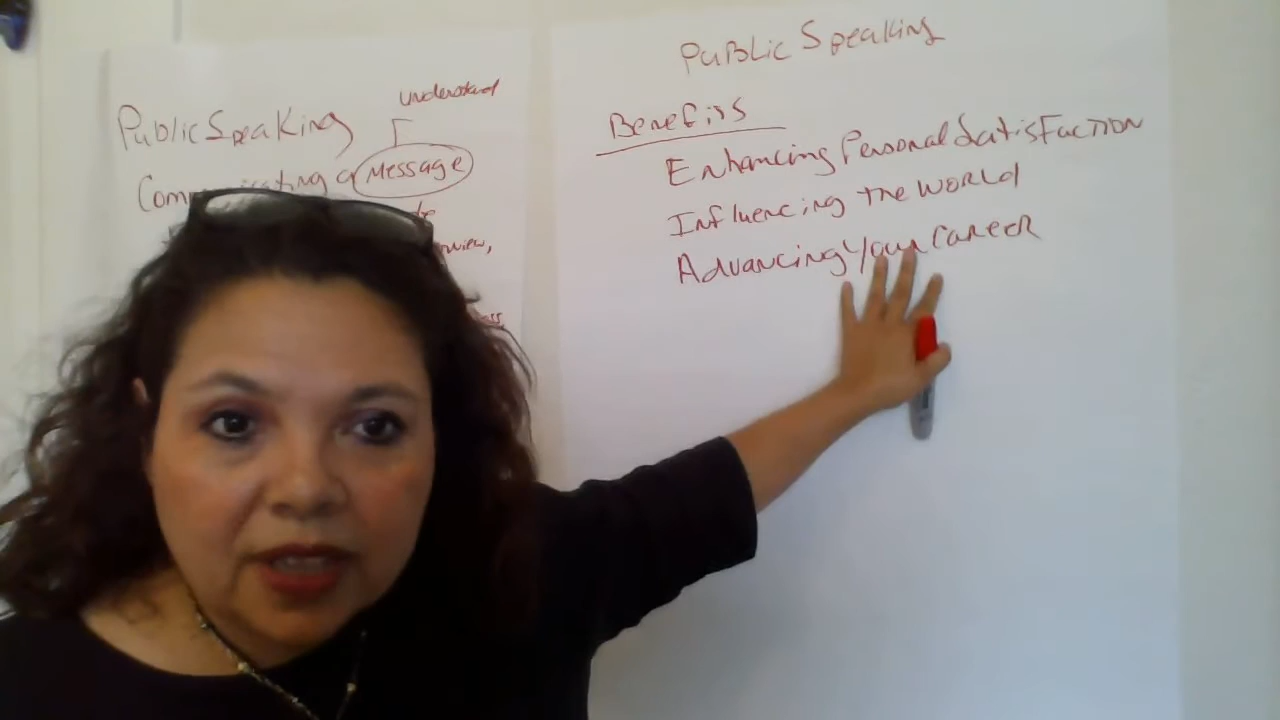 Public Speaking
understand
Message
Public Speaking
Benefits
Enhancing Personal Satisfaction
Influencing the World
Advancing Your Career